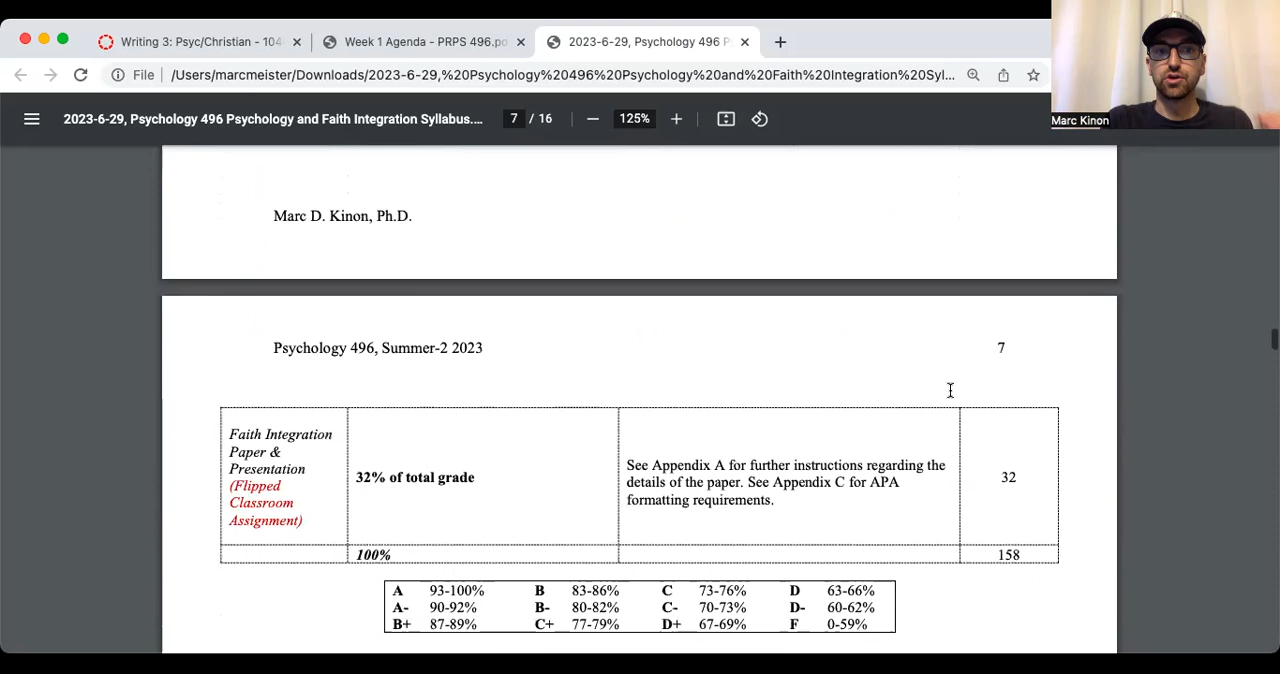 Writing 3: Psyc/Christian - 104
Week 1 Agenda - PRPS 496.po
2023-6-29, Psychology 496 P
File
/Users/marcmeister/Downloads/2023-6-29,%20Psychology%20496%20Psychology%20and%20Faith%20Integration%20Syl...
Marc Kinon
2023-6-29, Psychology 496 Psychology and Faith Integration Syllabus....
7 / 16
125%
Marc D. Kinon, Ph.D.
Psychology 496, Summer-2 2023
7
Faith Integration
Paper &
Presentation
(Flipped
Classroom
Assignment)
32% of total grade
See Appendix A for further instructions regarding the
details of the paper. See Appendix C for APA
formatting requirements.
32
100%
158
A 93-100% B 83-86% C 73-76% D 63-66%
A- 90-92% B- 80-82% C- 70-73% D- 60-62%
B+ 87-89% C+ 77-79% D+ 67-69% F 0-59%